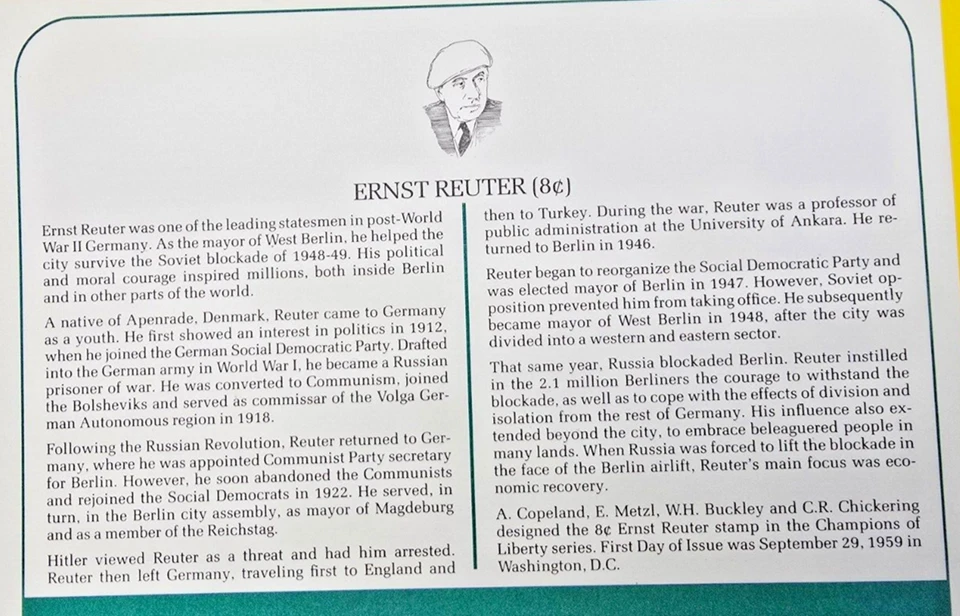 ERNST REUTER (8¢)
Ernst Reuter was one of the leading statesmen in post-World
War II Germany. As the mayor of West Berlin, he helped the
city survive the Soviet blockade of 1948-49. His political
and moral courage inspired millions, both inside Berlin
and in other parts of the world.
A native of Apenrade, Denmark, Reuter came to Germany
as a youth. He first showed an interest in politics in 1912,
when he joined the German Social Democratic Party. Drafted
into the German army in World War I, he became a Russian
prisoner of war. He was converted to Communism, joined
the Bolsheviks and served as commissar of the Volga Ger-
man Autonomous region in 1918.
Following the Russian Revolution, Reuter returned to Ger-
many, where he was appointed Communist Party secretary
for Berlin. However, he soon abandoned the Communists
and rejoined the Social Democrats in 1922. He served, in
turn, in the Berlin city assembly, as mayor of Magdeburg
and as a member of the Reichstag.
Hitler viewed Reuter as a threat and had him arrested.
Reuter then left Germany, traveling first to England and
then to Turkey. During the war, Reuter was a professor of
public administration at the University of Ankara. He re-
turned to Berlin in 1946.
Reuter began to reorganize the Social Democratic Party and
was elected mayor of Berlin in 1947. However, Soviet op-
position prevented him from taking office. He subsequently
became mayor of West Berlin in 1948, after the city was
divided into a western and eastern sector.
That same year, Russia blockaded Berlin. Reuter instilled
in the 2.1 million Berliners the courage to withstand the
blockade, as well as to cope with the effects of division and
isolation from the rest of Germany. His influence also ex-
tended beyond the city, to embrace beleaguered people in
many lands. When Russia was forced to lift the blockade in
the face of the Berlin airlift, Reuter's main focus was eco-
nomic recovery.
A. Copeland, E. Metzl, W.H. Buckley and C.R. Chickering
designed the 8¢ Ernst Reuter stamp in the Champions of
Liberty series. First Day of Issue was September 29, 1959 in
Washington, D.C.